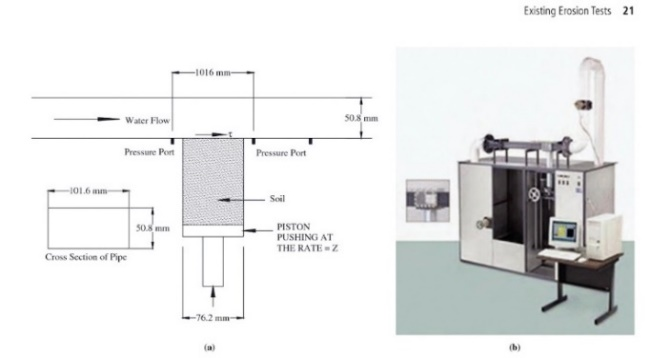 Existing Erosion Tests 21
1016 mm
Water Flow
τ
50.8 mm
Pressure Port
Pressure Port
101.6 mm
Soil
50.8 mm
PISTON
PUSHING AT
THE RATE = Z
Cross Section of Pipe
76.2 mm
(a)
(b)